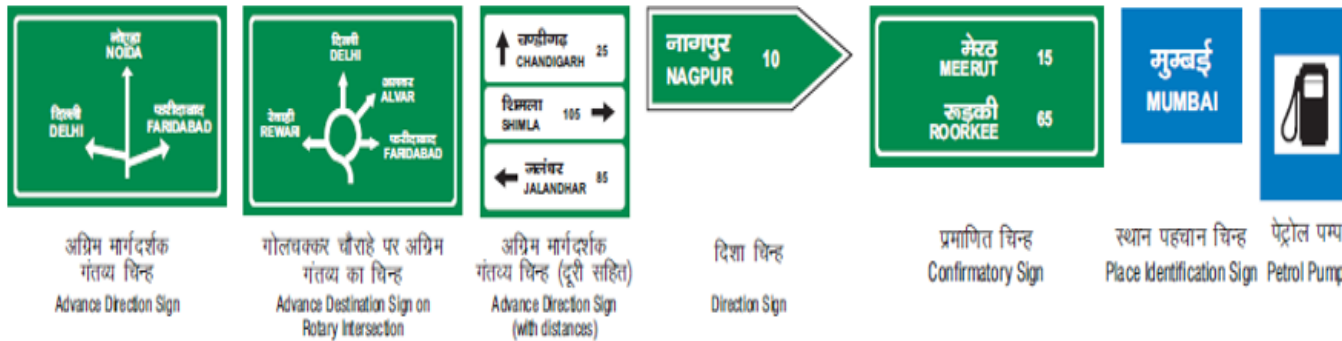 नोएडा
NOIDA
दिल्ली
DELHI
फरीदाबाद
FARIDABAD
दिल्ली
DELHI
अलवर
ALVAR
रेवाड़ी
REWARI
फरीदाबाद
FARIDABAD
चण्डीगढ़ 25
CHANDIGARH
शिमला 105
SHIMLA
जलंधर 85
JALANDHAR
नागपुर 10
NAGPUR
मेरठ 15
MEERUT
रूड़की 65
ROORKEE
मुम्बई
MUMBAI
अग्रिम मार्गदर्शक
गंतव्य चिन्ह
Advance Direction Sign
गोलचक्कर चौराहे पर अग्रिम
गंतव्य का चिन्ह
Advance Destination Sign on
Rotary Intersection
अग्रिम मार्गदर्शक
गंतव्य चिन्ह (दूरी सहित)
Advance Direction Sign
(with distances)
दिशा चिन्ह
Direction Sign
प्रमाणित चिन्ह
Confirmatory Sign
स्थान पहचान चिन्ह
Place Identification Sign
पेट्रोल पम्प
Petrol Pump